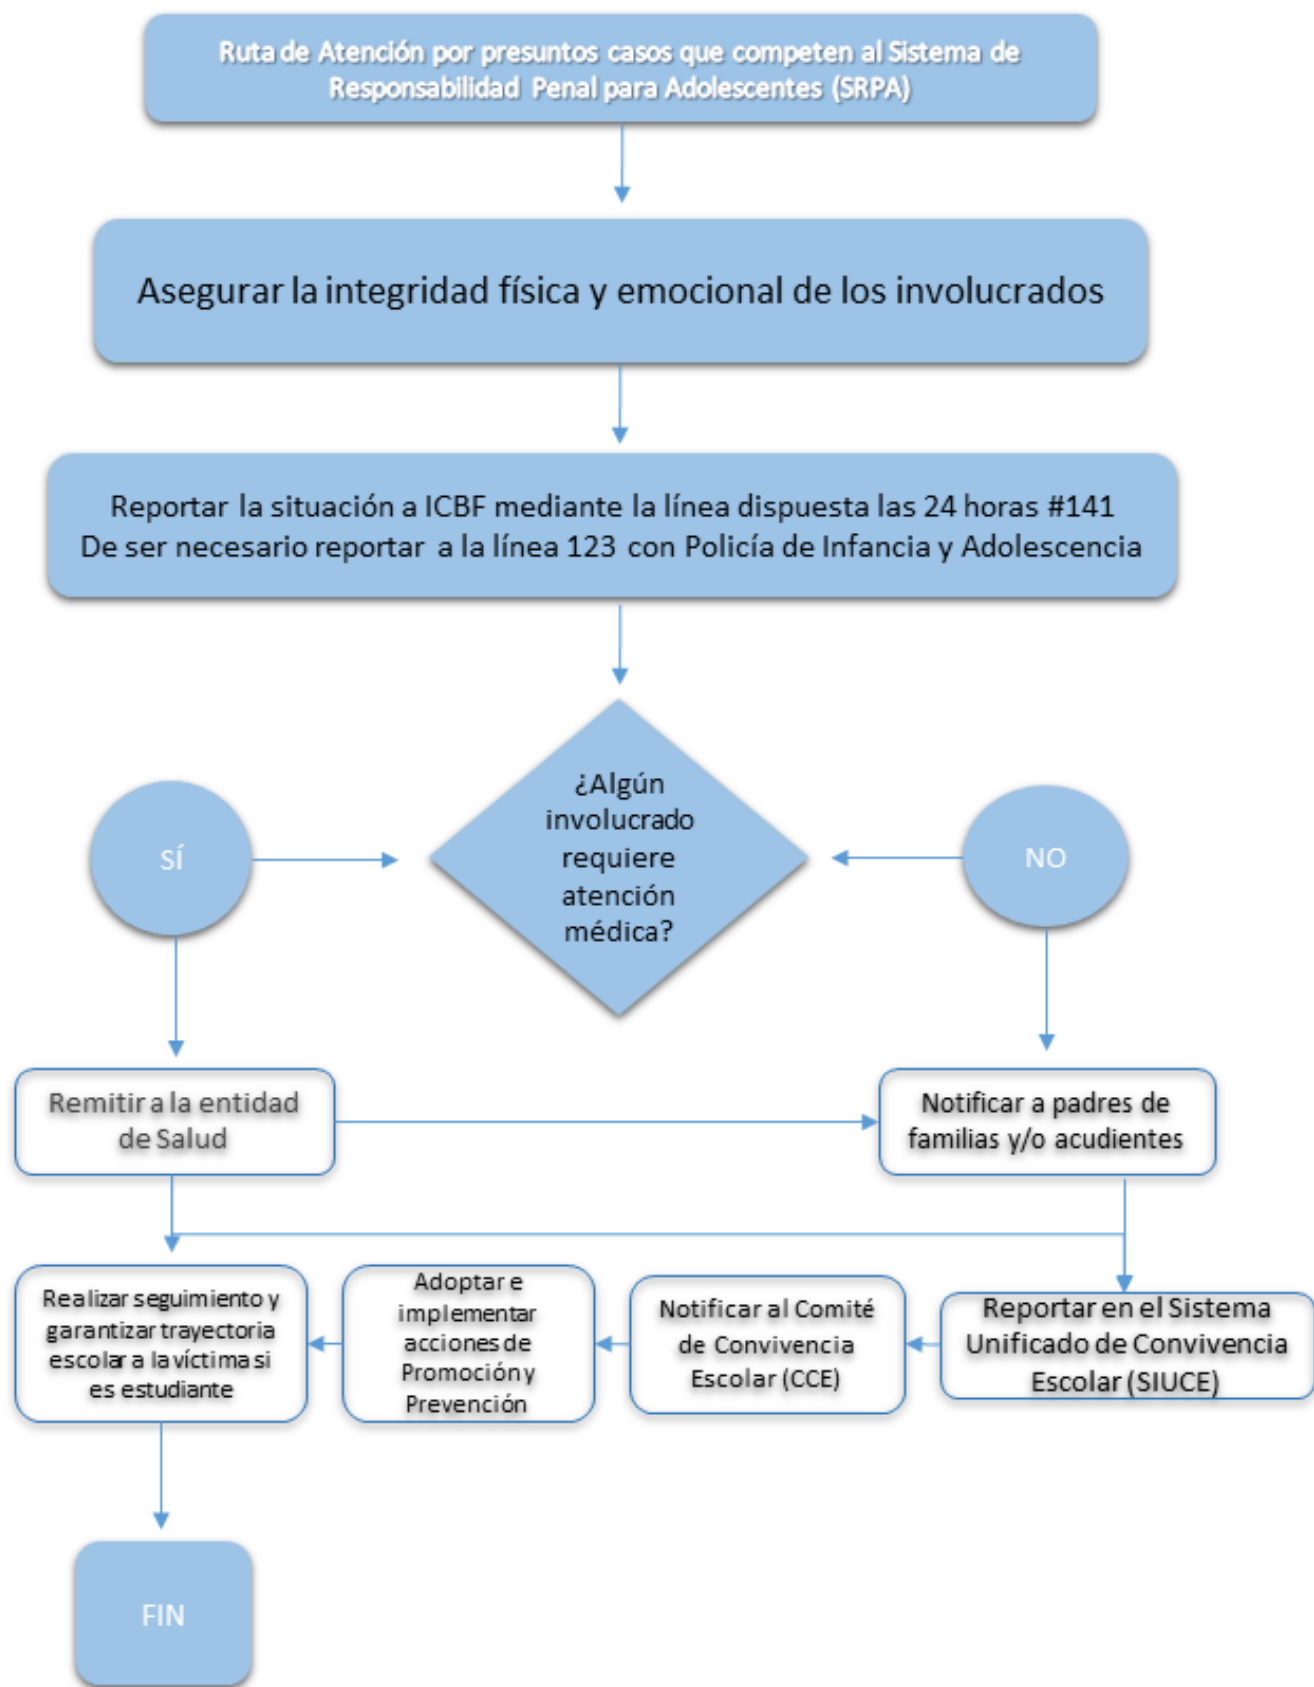 Ruta de Atención por presuntos casos que competen al Sistema de
Responsabilidad Penal para Adolescentes (SRPA)
Asegurar la integridad física y emocional de los involucrados
Reportar la situación a ICBF mediante la línea dispuesta las 24 horas #141
De ser necesario reportar a la línea 123 con Policía de Infancia y Adolescencia
¿Algún
involucrado
requiere
atención
médica?
SÍ
NO
Remitir a la entidad
de Salud
Notificar a padres de
familias y/o acudientes
Realizar seguimiento y
garantizar trayectoria
escolar a la víctima si
es estudiante
Adoptar e
implementar
acciones de
Promoción y
Prevención
Notificar al Comité
de Convivencia
Escolar (CCE)
Reportar en el Sistema
Unificado de Convivencia
Escolar (SIUCE)
FIN